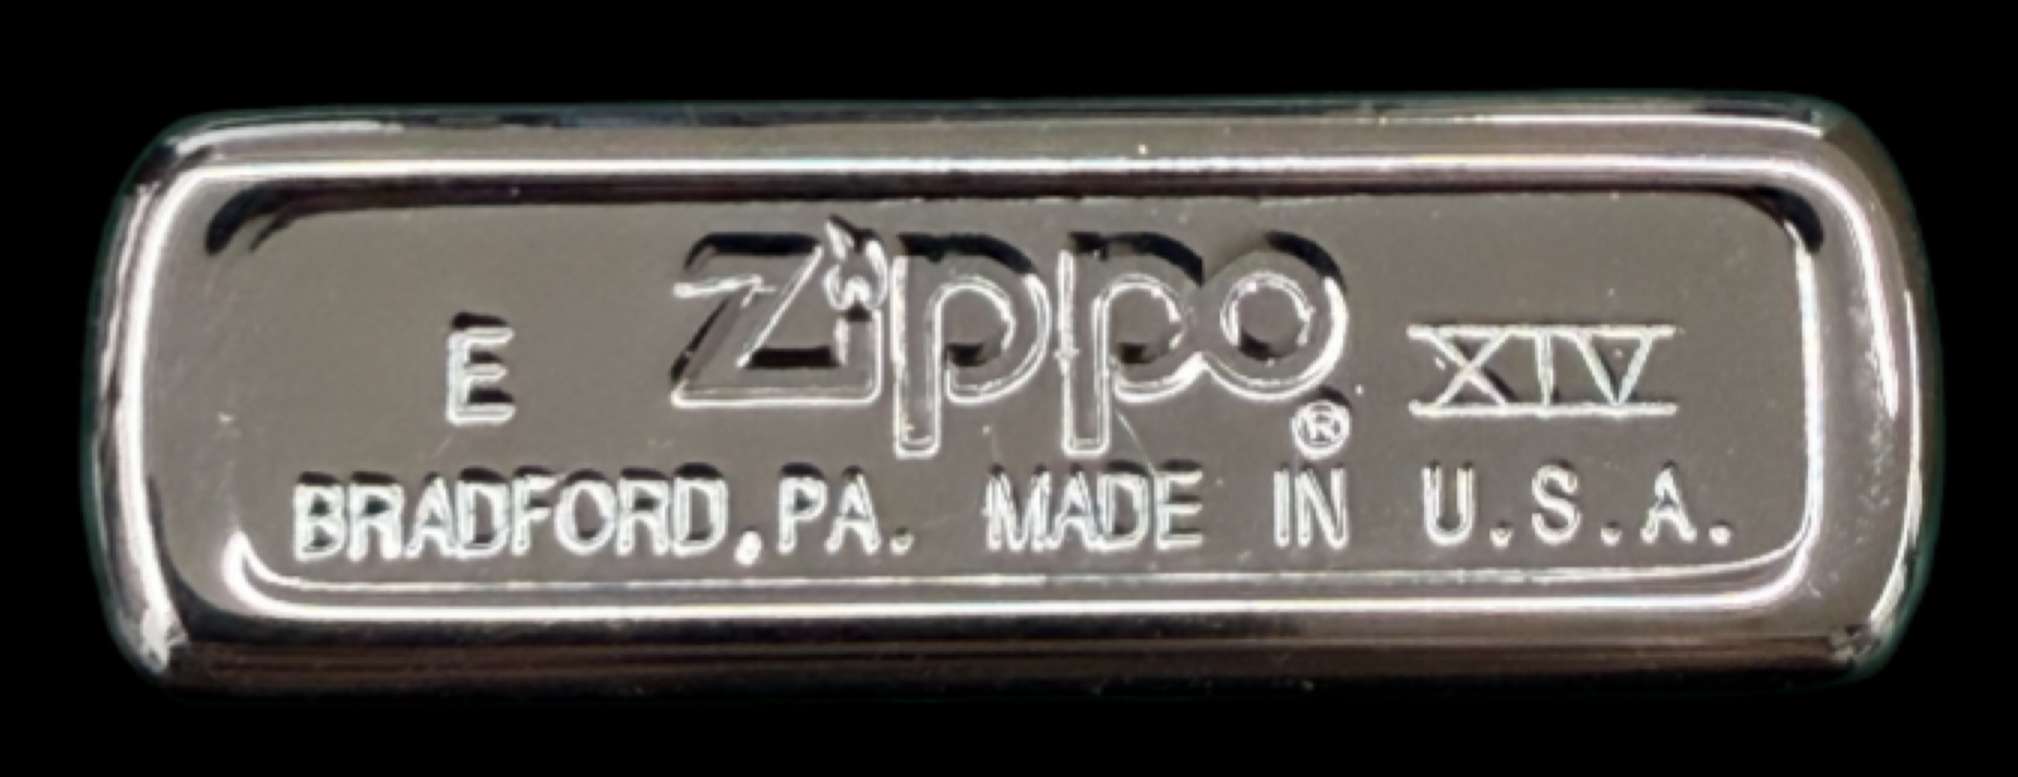 E Zippo® XIV
BRADFORD, PA. MADE IN U.S.A.